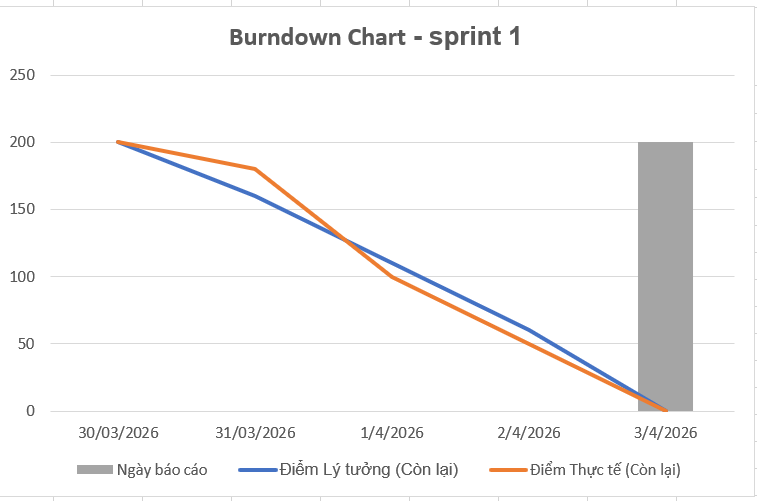 Burndown Chart - sprint 1
250
200
150
100
50
0
30/03/2026 31/03/2026 1/4/2026 2/4/2026 3/4/2026
Ngày báo cáo Điểm Lý tưởng (Còn lại) Điểm Thực tế (Còn lại)